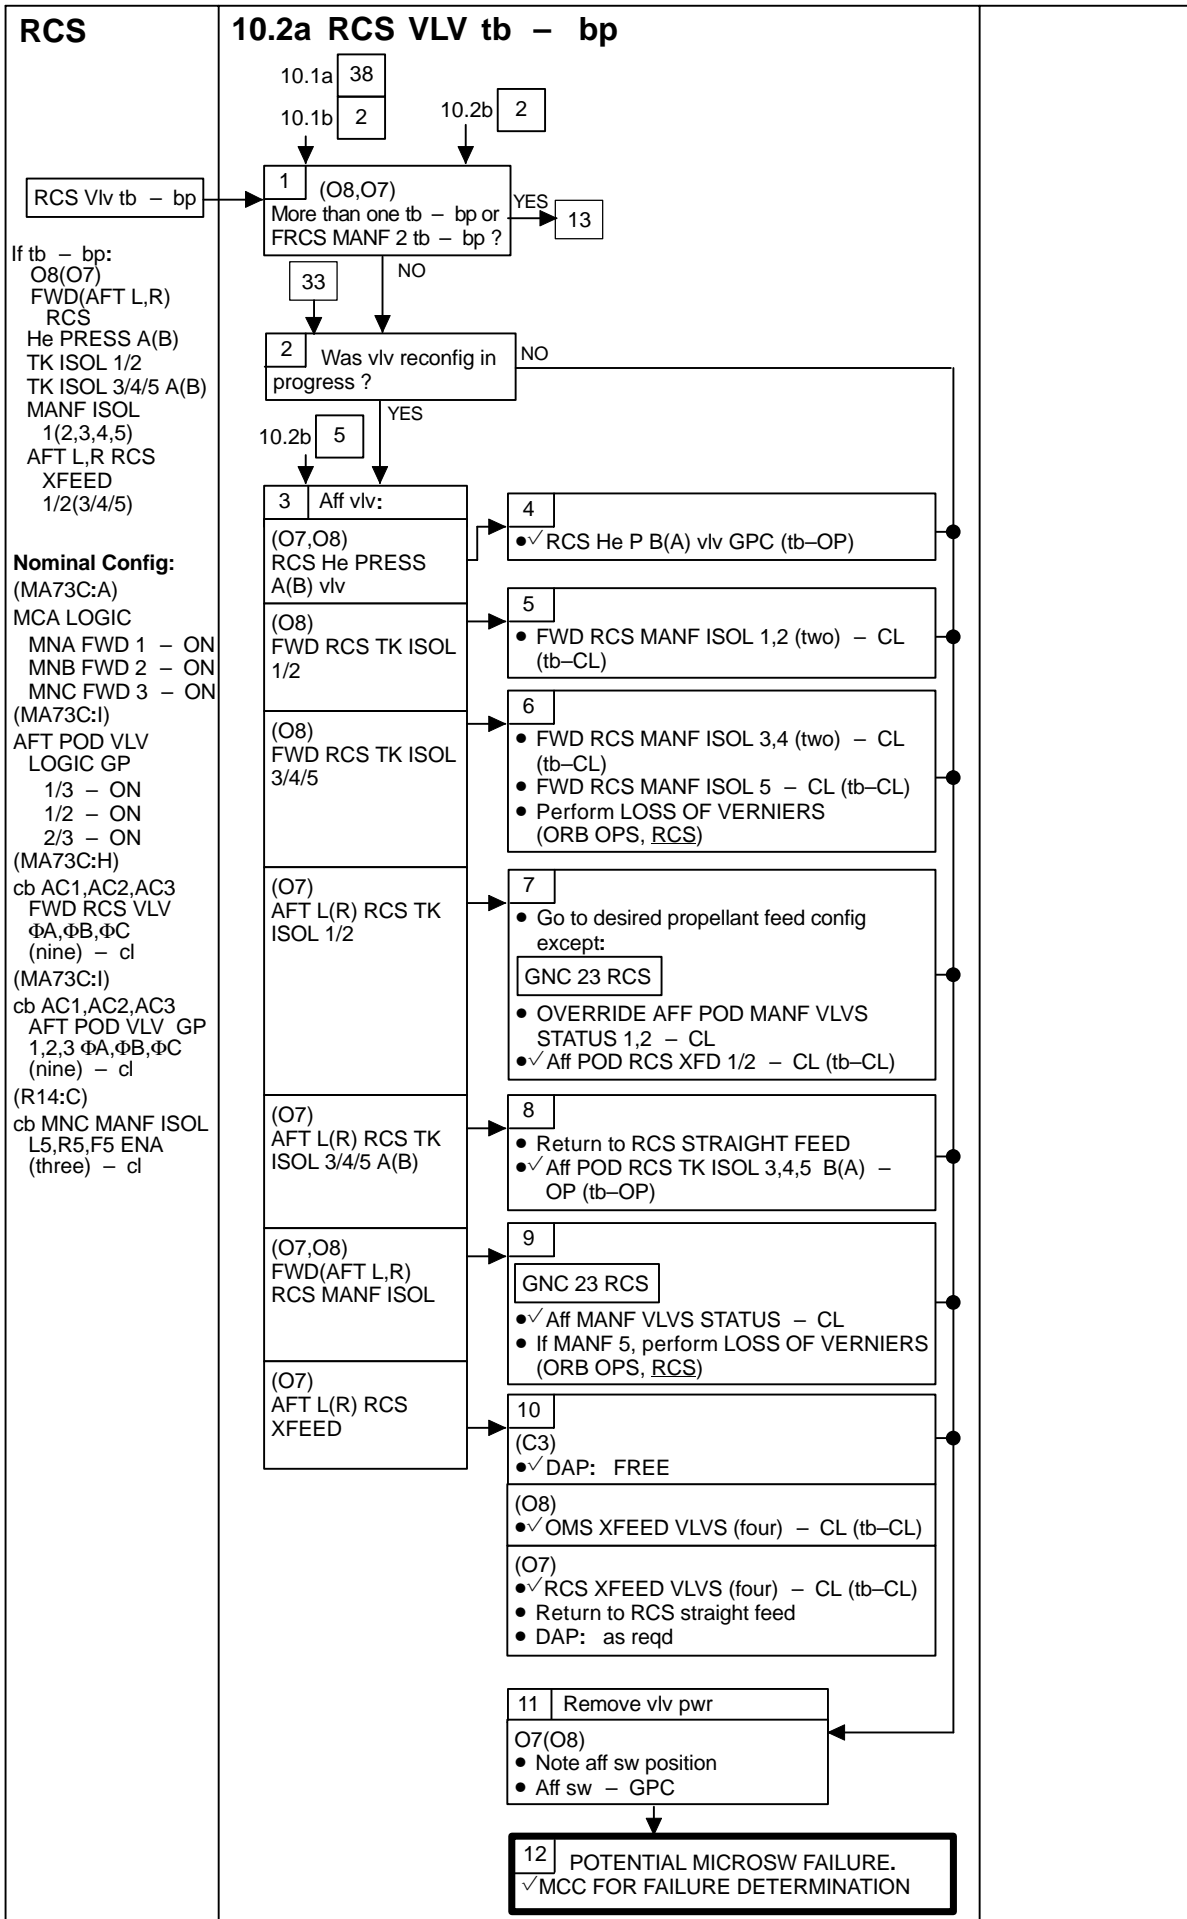 RCS
10.2a RCS VLV tb – bp
10.1a 38
10.1b 2
10.2b 2
RCS Vlv tb – bp
If tb – bp:
O8(O7)
FWD(AFT L,R)
RCS
He PRESS A(B)
TK ISOL 1/2
TK ISOL 3/4/5 A(B)
MANF ISOL
1(2,3,4,5)
AFT L,R RCS
XFEED
1/2(3/4/5)
Nominal Config:
(MA73C:A)
MCA LOGIC
MNA FWD 1 – ON
MNB FWD 2 – ON
MNC FWD 3 – ON
(MA73C:I)
AFT POD VLV
LOGIC GP
1/3 – ON
1/2 – ON
2/3 – ON
(MA73C:H)
cb AC1,AC2,AC3
FWD RCS VLV
ΦA,ΦB,ΦC
(nine) – cl
(MA73C:I)
cb AC1,AC2,AC3
AFT POD VLV GP
1,2,3 ΦA,ΦB,ΦC
(nine) – cl
(R14:C)
cb MNC MANF ISOL
L5,R5,F5 ENA
(three) – cl
1
(O8,O7)
More than one tb – bp or
FRCS MANF 2 tb – bp ?
YES
13
NO
33
2 Was vlv reconfig in
progress ?
NO
YES
10.2b 5
3 Aff vlv:
(O7,O8)
RCS He PRESS
A(B) vlv
4
●√RCS He P B(A) vlv GPC (tb–OP)
(O8)
FWD RCS TK ISOL
1/2
5
● FWD RCS MANF ISOL 1,2 (two) – CL
(tb–CL)
(O8)
FWD RCS TK ISOL
3/4/5
6
● FWD RCS MANF ISOL 3,4 (two) – CL
(tb–CL)
● FWD RCS MANF ISOL 5 – CL (tb–CL)
● Perform LOSS OF VERNIERS
(ORB OPS, RCS)
(O7)
AFT L(R) RCS TK
ISOL 1/2
7
● Go to desired propellant feed config
except:
GNC 23 RCS
● OVERRIDE AFF POD MANF VLVS
STATUS 1,2 – CL
●√Aff POD RCS XFD 1/2 – CL (tb–CL)
(O7)
AFT L(R) RCS TK
ISOL 3/4/5 A(B)
8
● Return to RCS STRAIGHT FEED
●√Aff POD RCS TK ISOL 3,4,5 B(A) –
OP (tb–OP)
(O7,O8)
FWD(AFT L,R)
RCS MANF ISOL
9
GNC 23 RCS
●√Aff MANF VLVS STATUS – CL
● If MANF 5, perform LOSS OF VERNIERS
(ORB OPS, RCS)
(O7)
AFT L(R) RCS
XFEED
10
(C3)
●√DAP: FREE
(O8)
●√OMS XFEED VLVS (four) – CL (tb–CL)
(O7)
●√RCS XFEED VLVS (four) – CL (tb–CL)
● Return to RCS straight feed
● DAP: as reqd
11 Remove vlv pwr
O7(O8)
● Note aff sw position
● Aff sw – GPC
12 POTENTIAL MICROSW FAILURE.
√MCC FOR FAILURE DETERMINATION